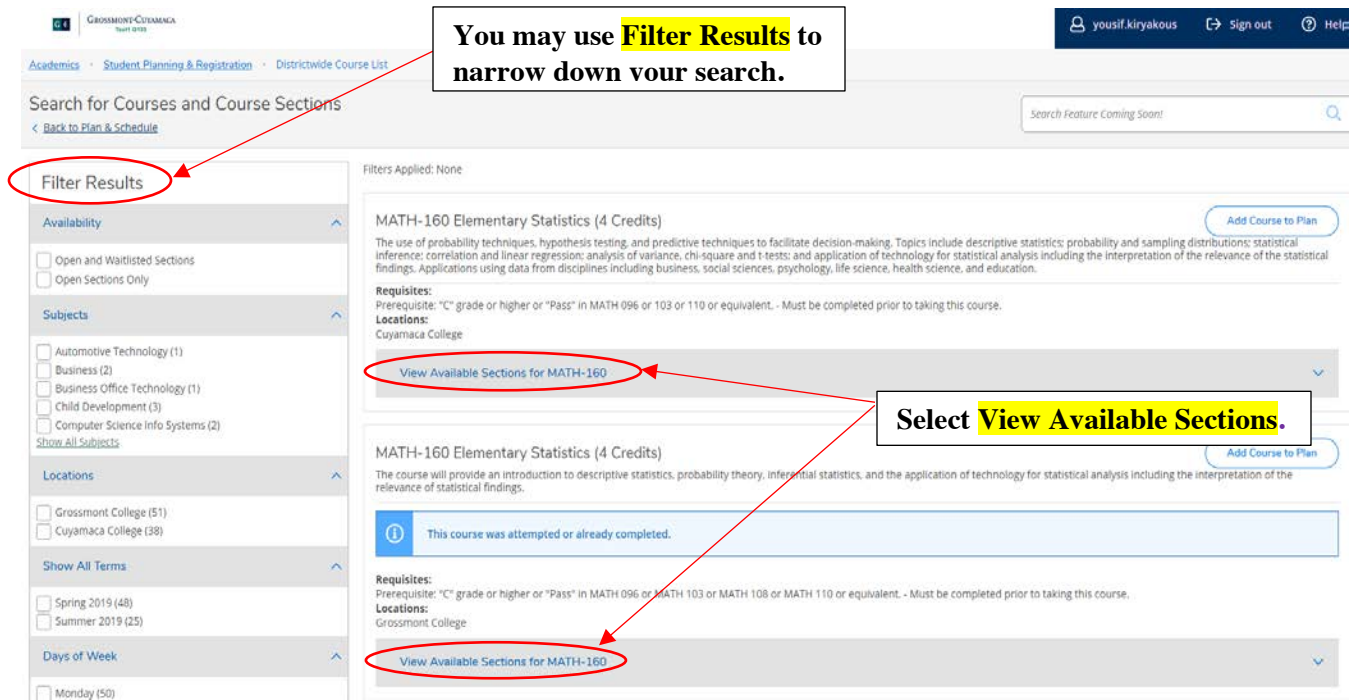 GROSSMONT-CUYAMACA
yousif.kiryakous
Sign out
Help
You may use Filter Results to
narrow down your search.
Academics · Student Planning & Registration · Districtwide Course List
Search for Courses and Course Sections
< Back to Plan & Schedule
Search Feature Coming Soon!
Filter Results
Availability
Open and Waitlisted Sections
Open Sections Only
Subjects
Automotive Technology (1)
Business (2)
Business Office Technology (1)
Child Development (3)
Computer Science Info Systems (2)
Show All Subjects
Locations
Grossmont College (51)
Cuyamaca College (38)
Show All Terms
Spring 2019 (48)
Summer 2019 (25)
Days of Week
Monday (50)
Filters Applied: None
MATH-160 Elementary Statistics (4 Credits)
Add Course to Plan
The use of probability techniques, hypothesis testing, and predictive techniques to facilitate decision-making. Topics include descriptive statistics; probability and sampling distributions; statistical
inference; correlation and linear regression; analysis of variance, chi-square and t-tests; and application of technology for statistical analysis including the interpretation of the relevance of the statistical
findings. Applications using data from disciplines including business, social sciences, psychology, life science, health science, and education.
Requisites:
Prerequisite: "C" grade or higher or "Pass" in MATH 096 or 103 or 110 or equivalent. - Must be completed prior to taking this course.
Locations:
Cuyamaca College
View Available Sections for MATH-160
Select View Available Sections.
MATH-160 Elementary Statistics (4 Credits)
Add Course to Plan
The course will provide an introduction to descriptive statistics, probability theory, inferential statistics, and the application of technology for statistical analysis including the interpretation of the
relevance of statistical findings.
This course was attempted or already completed.
Requisites:
Prerequisite: "C" grade or higher or "Pass" in MATH 096 or MATH 103 or MATH 108 or MATH 110 or equivalent. - Must be completed prior to taking this course.
Locations:
Grossmont College
View Available Sections for MATH-160